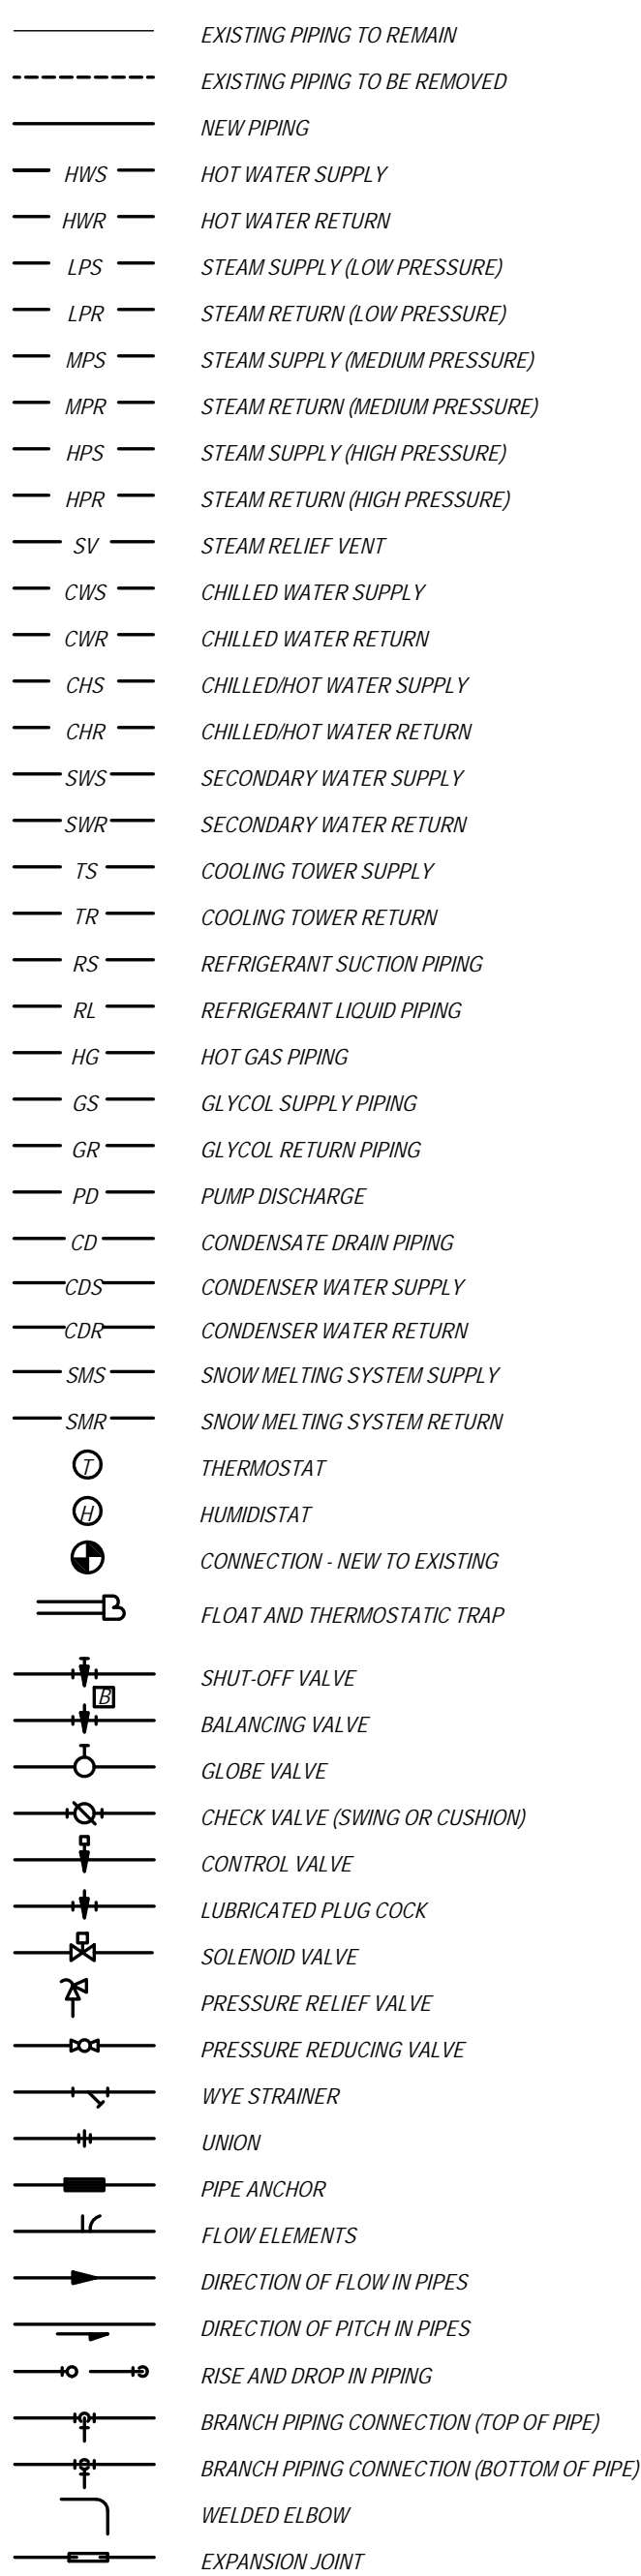 EXISTING PIPING TO REMAIN
EXISTING PIPING TO BE REMOVED
NEW PIPING
HWS HOT WATER SUPPLY
HWR HOT WATER RETURN
LPS STEAM SUPPLY (LOW PRESSURE)
LPR STEAM RETURN (LOW PRESSURE)
MPS STEAM SUPPLY (MEDIUM PRESSURE)
MPR STEAM RETURN (MEDIUM PRESSURE)
HPS STEAM SUPPLY (HIGH PRESSURE)
HPR STEAM RETURN (HIGH PRESSURE)
SV STEAM RELIEF VENT
CWS CHILLED WATER SUPPLY
CWR CHILLED WATER RETURN
CHS CHILLED/HOT WATER SUPPLY
CHR CHILLED/HOT WATER RETURN
SWS SECONDARY WATER SUPPLY
SWR SECONDARY WATER RETURN
TS COOLING TOWER SUPPLY
TR COOLING TOWER RETURN
RS REFRIGERANT SUCTION PIPING
RL REFRIGERANT LIQUID PIPING
HG HOT GAS PIPING
GS GLYCOL SUPPLY PIPING
GR GLYCOL RETURN PIPING
PD PUMP DISCHARGE
CD CONDENSATE DRAIN PIPING
CDS CONDENSER WATER SUPPLY
CDR CONDENSER WATER RETURN
SMS SNOW MELTING SYSTEM SUPPLY
SMR SNOW MELTING SYSTEM RETURN
T THERMOSTAT
H HUMIDISTAT
CONNECTION - NEW TO EXISTING
FLOAT AND THERMOSTATIC TRAP
SHUT-OFF VALVE
B
BALANCING VALVE
GLOBE VALVE
CHECK VALVE (SWING OR CUSHION)
CONTROL VALVE
LUBRICATED PLUG COCK
SOLENOID VALVE
PRESSURE RELIEF VALVE
PRESSURE REDUCING VALVE
WYE STRAINER
UNION
PIPE ANCHOR
FLOW ELEMENTS
DIRECTION OF FLOW IN PIPES
DIRECTION OF PITCH IN PIPES
RISE AND DROP IN PIPING
BRANCH PIPING CONNECTION (TOP OF PIPE)
BRANCH PIPING CONNECTION (BOTTOM OF PIPE)
WELDED ELBOW
EXPANSION JOINT